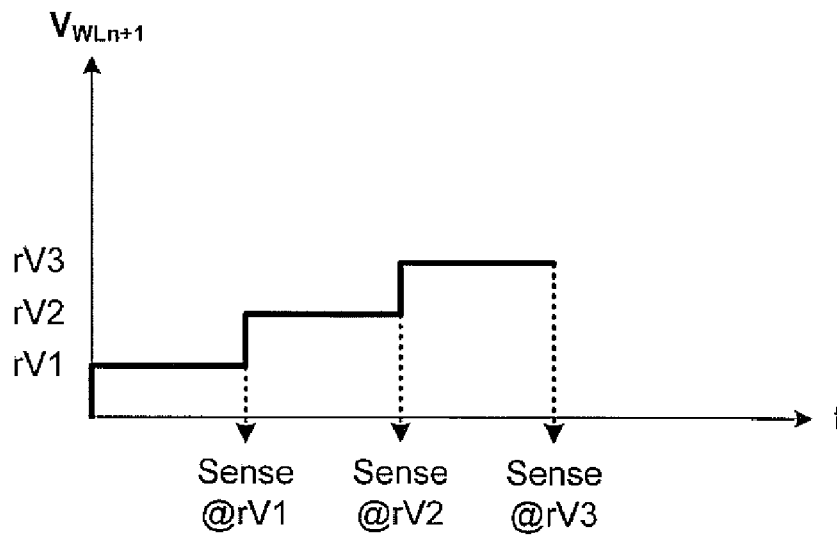 VWLn+1
rV3
rV2
rV1
t
Sense
@rV1
Sense
@rV2
Sense
@rV3